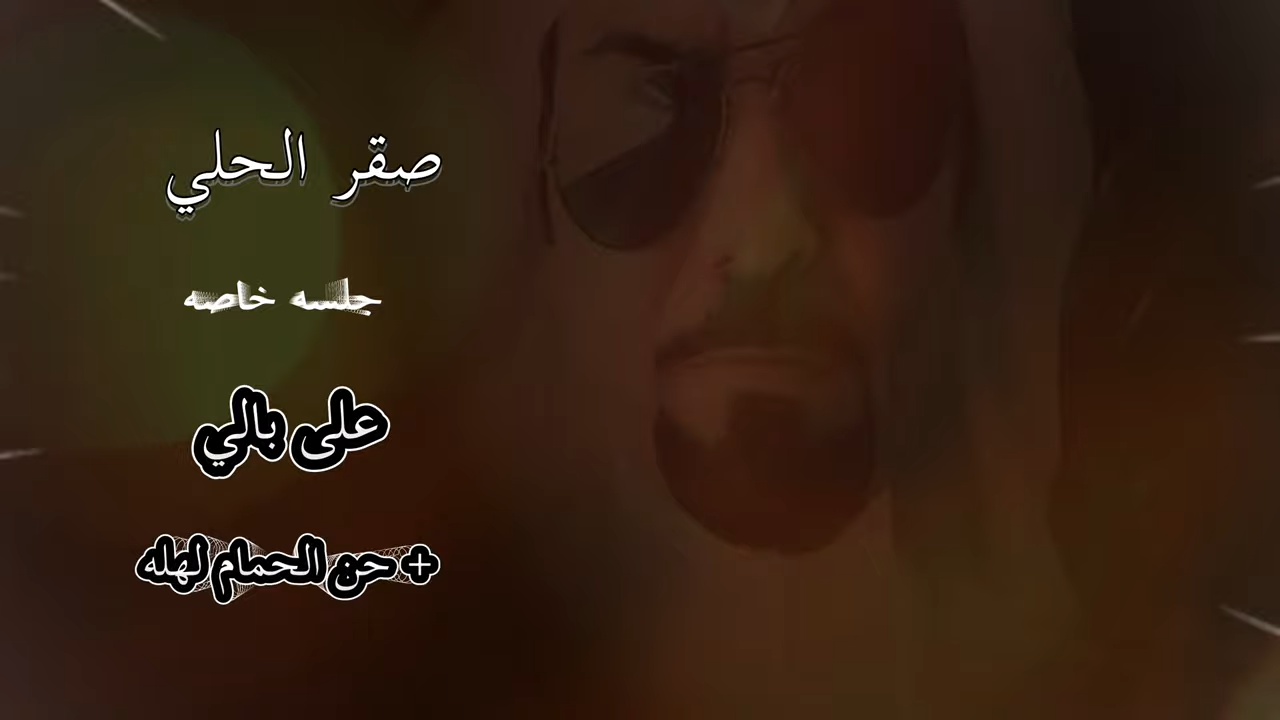 صقر الحلي
جلسه خاصه
على بالي
+ حن الحمام لهله